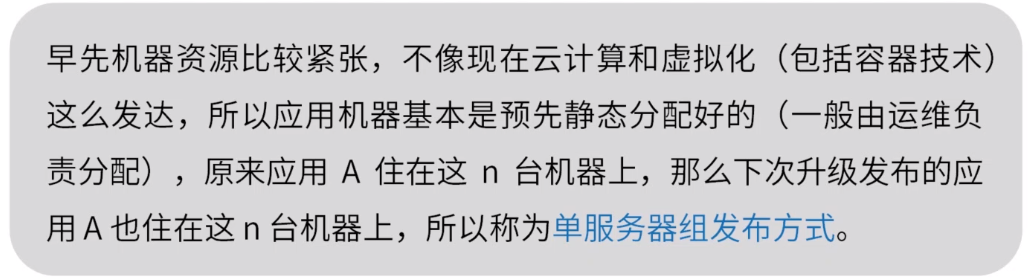 早先机器资源比较紧张，不像现在云计算和虚拟化（包括容器技术）
这么发达，所以应用机器基本是预先静态分配好的（一般由运维负
责分配），原来应用 A 住在这 n 台机器上，那么下次升级发布的应
用 A 也住在这 n 台机器上，所以称为单服务器组发布方式。